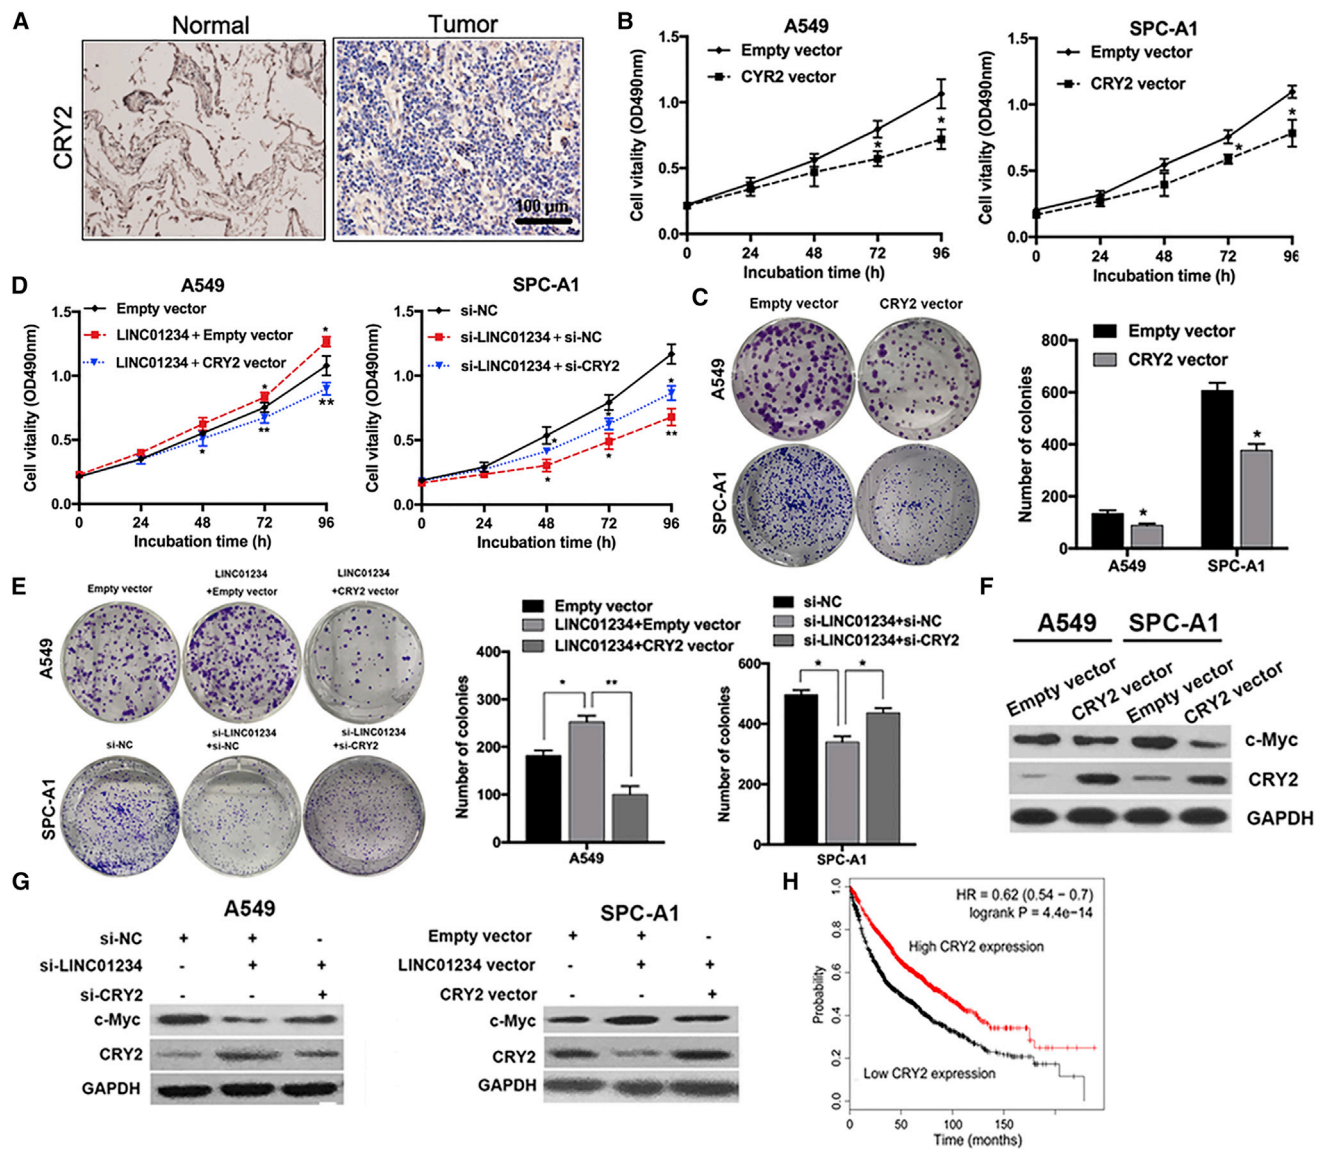 A
Normal
Tumor
CRY2
100 μm
B
A549
Empty vector
CYR2 vector
Cell vitality (OD490nm)
1.5
1.0
0.5
0.0
0 24 48 72 96
Incubation time (h)
* *
SPC-A1
Empty vector
CRY2 vector
Cell vitality (OD490nm)
1.5
1.0
0.5
0.0
0 24 48 72 96
Incubation time (h)
* *
D
A549
Empty vector
LINC01234 + Empty vector
LINC01234 + CRY2 vector
Cell vitality (OD490nm)
1.5
1.0
0.5
0.0
0 24 48 72 96
Incubation time (h)
* * ** * **
SPC-A1
si-NC
si-LINC01234 + si-NC
si-LINC01234 + si-CRY2
Cell vitality (OD490nm)
1.5
1.0
0.5
0.0
0 24 48 72 96
Incubation time (h)
* * * * * **
C
Empty vector
CRY2 vector
A549
SPC-A1
Empty vector
CRY2 vector
Number of colonies
800
600
400
200
0
* *
A549
SPC-A1
E
Empty vector
LINC01234
+Empty vector
LINC01234
+CRY2 vector
A549
si-NC
si-LINC01234
+si-NC
si-LINC01234
+si-CRY2
SPC-A1
Empty vector
LINC01234+Empty vector
LINC01234+CRY2 vector
Number of colonies
400
300
200
100
0
* **
A549
si-NC
si-LINC01234+si-NC
si-LINC01234+si-CRY2
Number of colonies
600
400
200
0
* *
SPC-A1
F
A549 SPC-A1
Empty vector
CRY2 vector
Empty vector
CRY2 vector
c-Myc
CRY2
GAPDH
G
A549
si-NC + + -
si-LINC01234 - + +
si-CRY2 - - +
c-Myc
CRY2
GAPDH
SPC-A1
Empty vector + + -
LINC01234 vector - + +
CRY2 vector - - +
c-Myc
CRY2
GAPDH
H
HR = 0.62 (0.54 − 0.7)
logrank P = 4.4e−14
High CRY2 expression
Low CRY2 expression
Probability
1.0
0.8
0.6
0.4
0.2
0.0
0 50 100 150
Time (months)